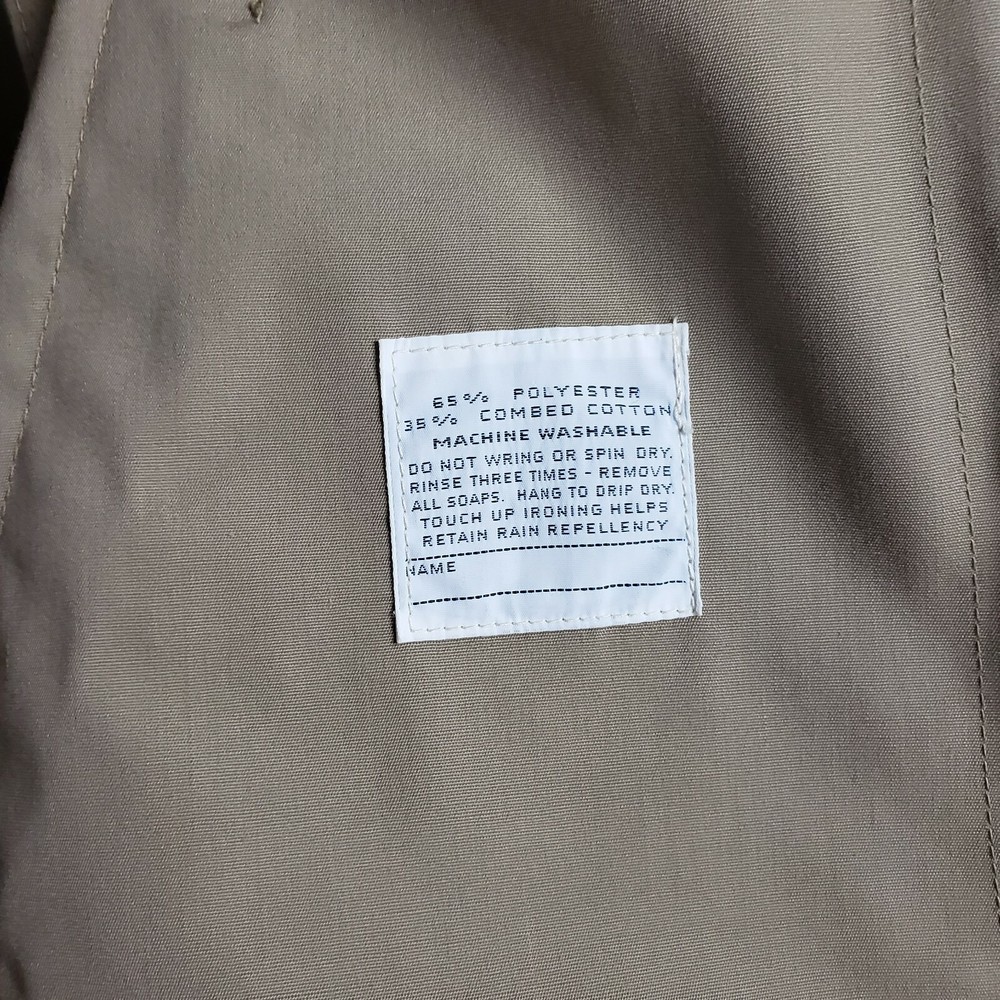 65% POLYESTER
35% COMBED COTTON
MACHINE WASHABLE
DO NOT WRING OR SPIN DRY.
RINSE THREE TIMES - REMOVE
ALL SOAPS. HANG TO DRIP DRY.
TOUCH UP IRONING HELPS
RETAIN RAIN REPELLENCY
NAME